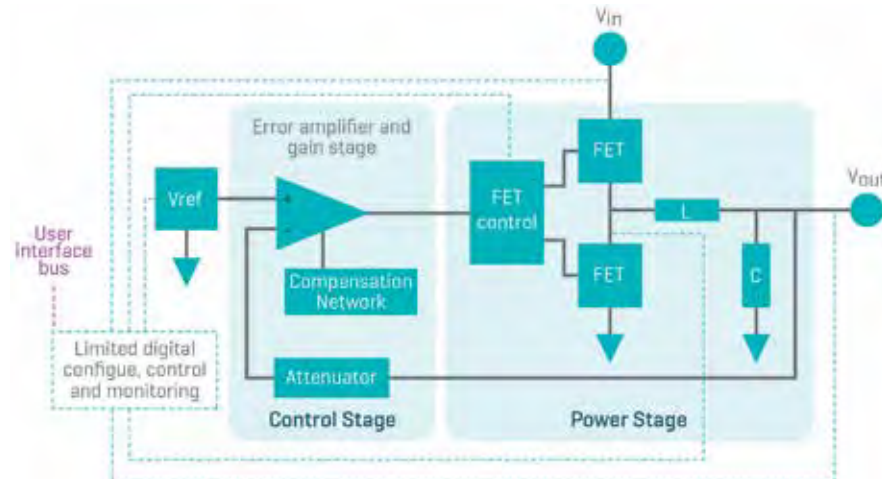 Vin
Error amplifier and
gain stage
FET
Vref
+
FET
control
L
Vout
User
interface
bus
-
Compensation
Network
FET
C
Limited digital
configue, control
and monitoring
Attenuator
Control Stage
Power Stage